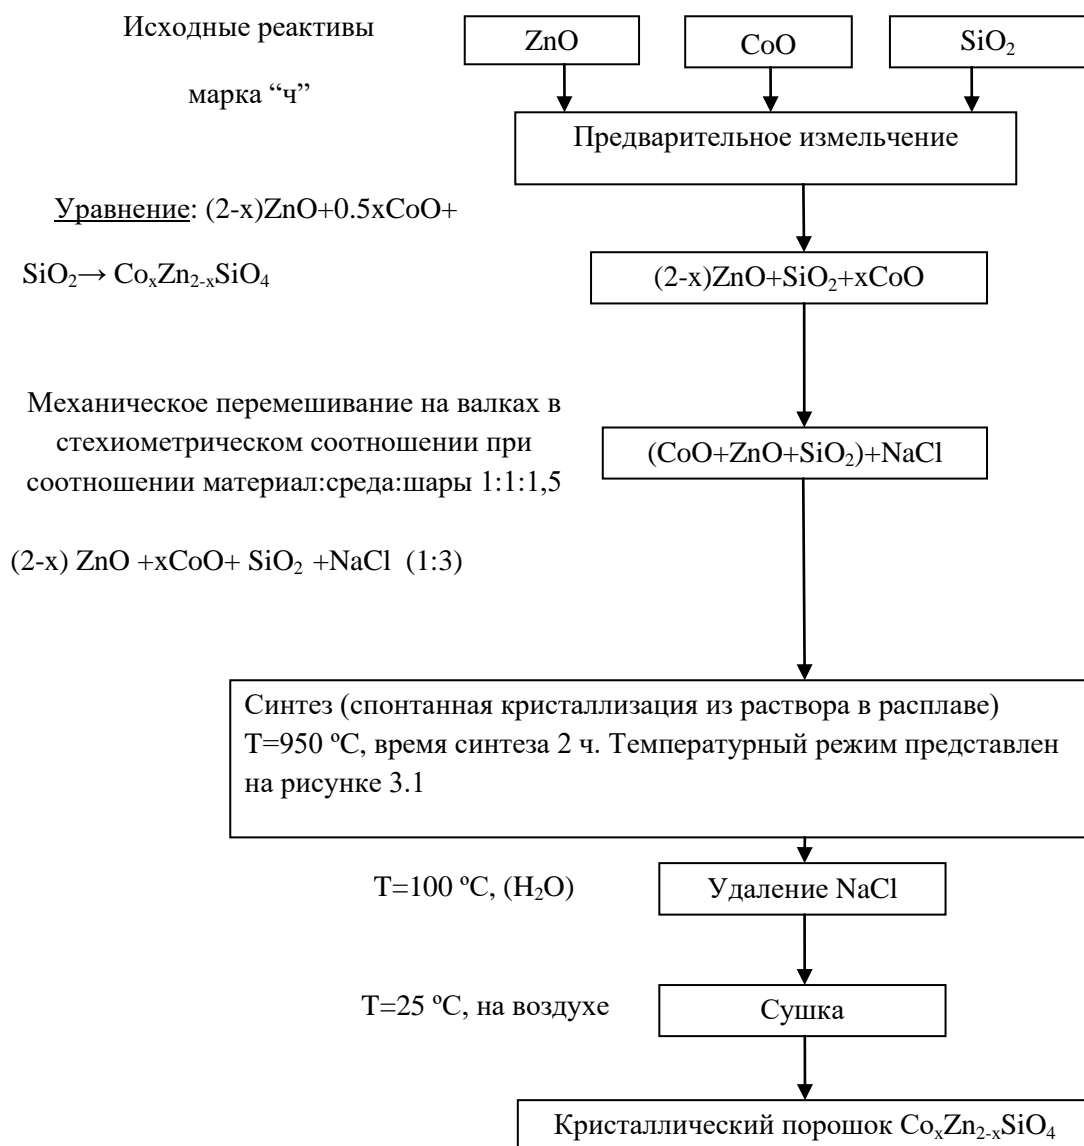 Исходные реактивы
марка “ч”
ZnO
CoO
SiO₂
Предварительное измельчение
Уравнение: (2-x)ZnO+0.5xCoO+
SiO₂→ CoₓZn₂₋ₓSiO₄
(2-x)ZnO+SiO₂+xCoO
Механическое перемешивание на валках в
стехиометрическом соотношении при
соотношении материал:среда:шары 1:1:1,5
(CoO+ZnO+SiO₂)+NaCl
(2-x) ZnO +xCoO+ SiO₂ +NaCl (1:3)
Синтез (спонтанная кристаллизация из раствора в расплаве)
T=950 ºC, время синтеза 2 ч. Температурный режим представлен
на рисунке 3.1
T=100 ºC, (H₂O)
Удаление NaCl
T=25 ºC, на воздухе
Сушка
Кристаллический порошок CoₓZn₂₋ₓSiO₄